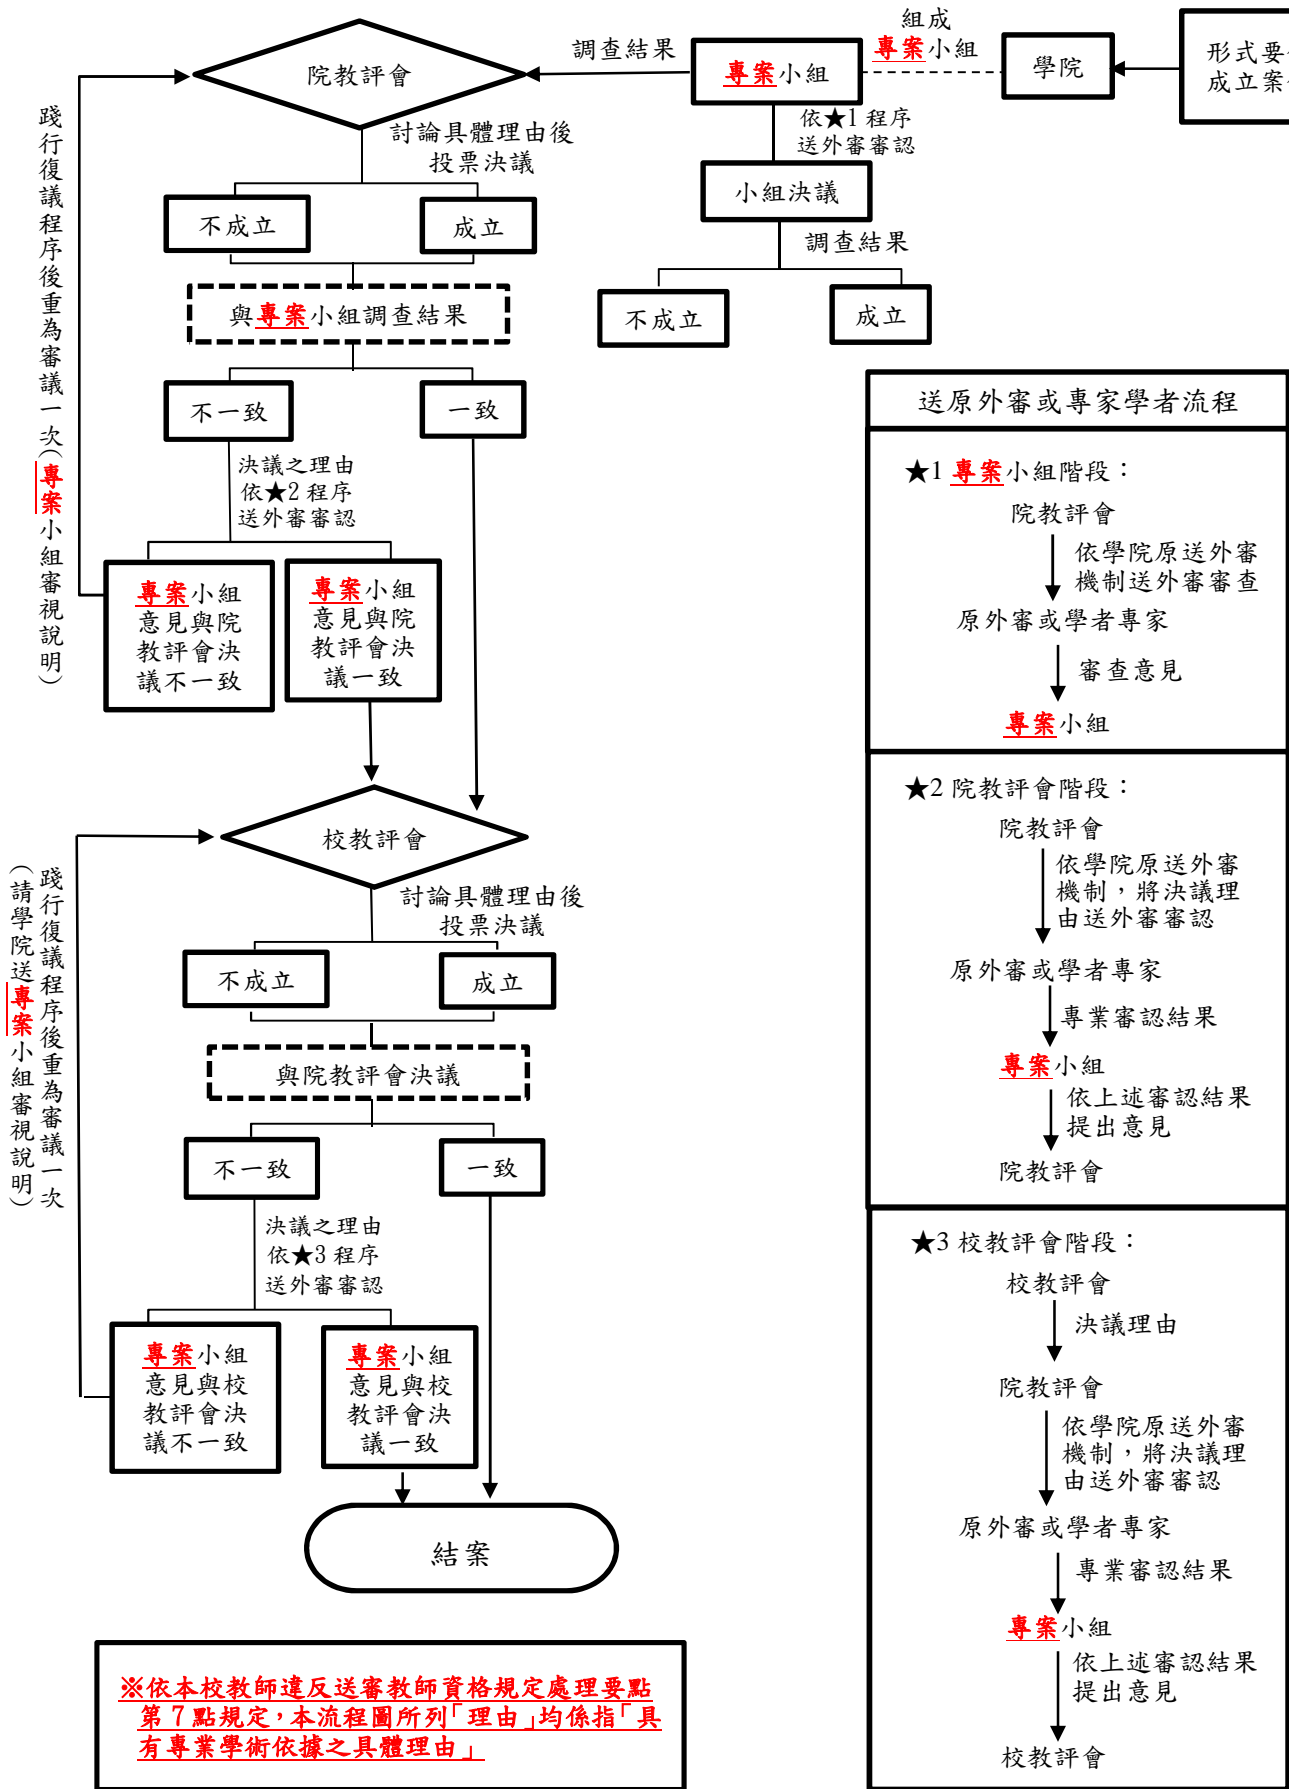 組成
專案小組
形式要
成立案
學院
專案小組
調查結果
院教評會
依★1 程序
送外審審認
小組決議
調查結果
不成立
成立
討論具體理由後
投票決議
不成立
成立
與專案小組調查結果
不一致
一致
決議之理由
依★2 程序
送外審審認
專案小組
意見與院
教評會決
議不一致
專案小組
意見與院
教評會決
議一致
踐行復議程序後重為審議一次(專案小組審視說明)
校教評會
討論具體理由後
投票決議
不成立
成立
與院教評會決議
不一致
一致
決議之理由
依★3 程序
送外審審認
專案小組
意見與校
教評會決
議不一致
專案小組
意見與校
教評會決
議一致
踐行復議程序後重為審議一次
(請學院送專案小組審視說明)
結案
※依本校教師違反送審教師資格規定處理要點
第 7 點規定,本流程圖所列「理由」均係指「具
有專業學術依據之具體理由」
送原外審或專家學者流程
★1 專案小組階段：
院教評會
依學院原送外審
機制送外審審查
原外審或學者專家
審查意見
專案小組
★2 院教評會階段：
院教評會
依學院原送外審
機制，將決議理
由送外審審認
原外審或學者專家
專業審認結果
專案小組
依上述審認結果
提出意見
院教評會
★3 校教評會階段：
校教評會
決議理由
院教評會
依學院原送外審
機制，將決議理
由送外審審認
原外審或學者專家
專業審認結果
專案小組
依上述審認結果
提出意見
校教評會